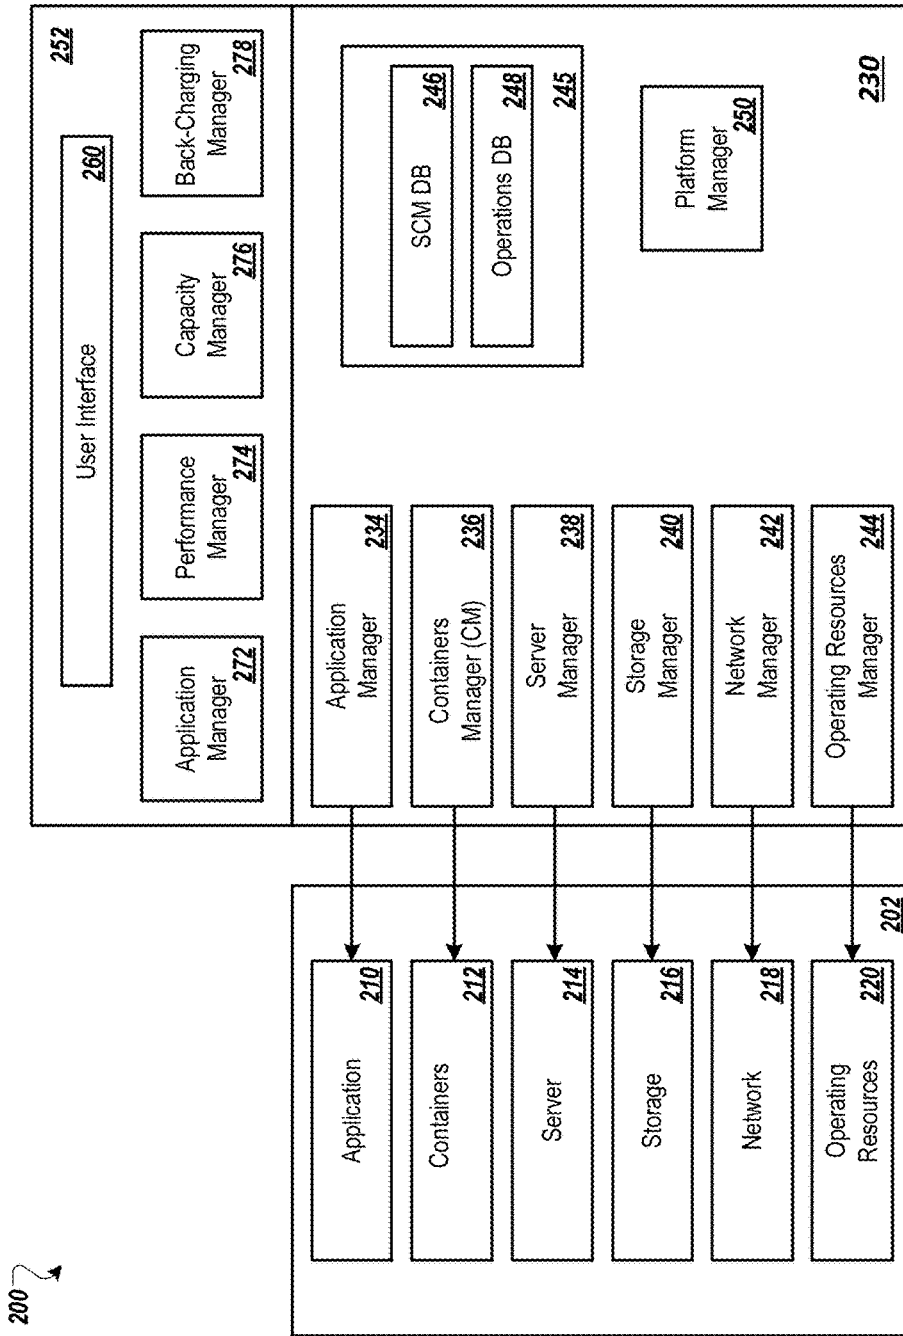 200
252
User Interface
260
Application
Manager
272
Performance
Manager
274
Capacity
Manager
276
Back-Charging
Manager
278
Application
210
Containers
212
Server
214
Storage
216
Network
218
Operating
Resources
220
202
Application
Manager
234
Containers
Manager (CM)
236
Server
Manager
238
Storage
Manager
240
Network
Manager
242
Operating Resources
Manager
244
SCM DB
246
Operations DB
248
245
Platform
Manager
250
230